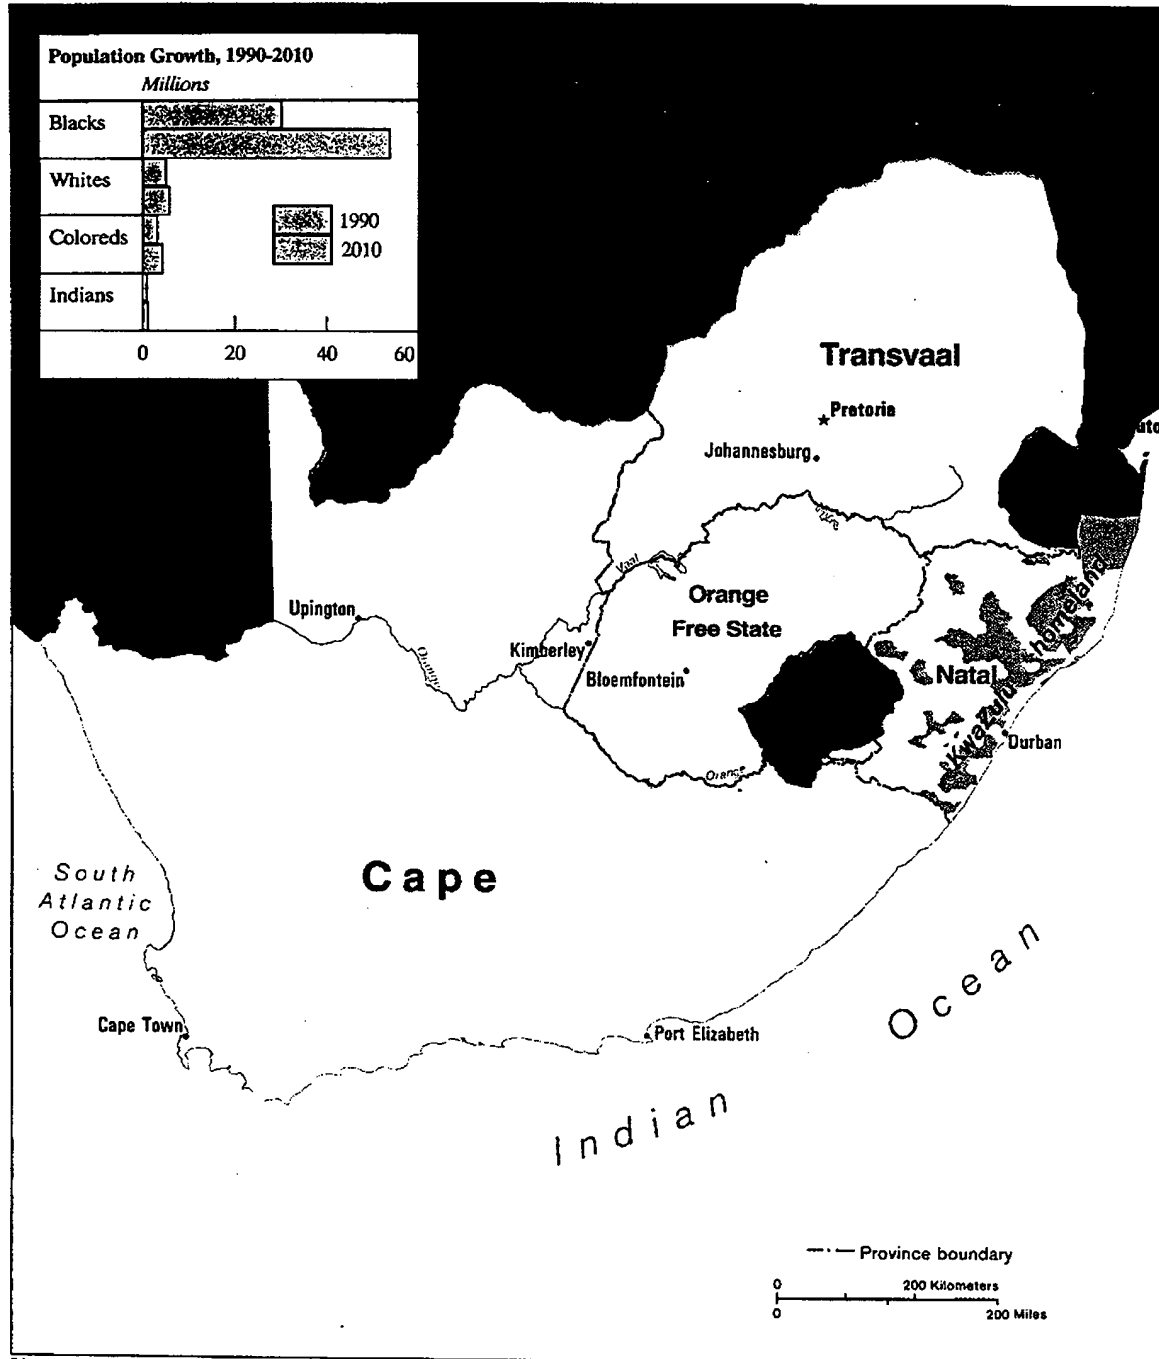 Population Growth, 1990-2010
Millions
Blacks
Whites
Coloreds
Indians
1990
2010
0 20 40 60
Transvaal
Pretoria
Johannesburg
Vaal
Orange
Free State
Upington
Orange
Kimberley
Bloemfontein
Natal
KwaZulu homeland
Durban
Orange
Cape
South
Atlantic
Ocean
Cape Town
Port Elizabeth
Indian Ocean
Province boundary
0 200 Kilometers
0 200 Miles